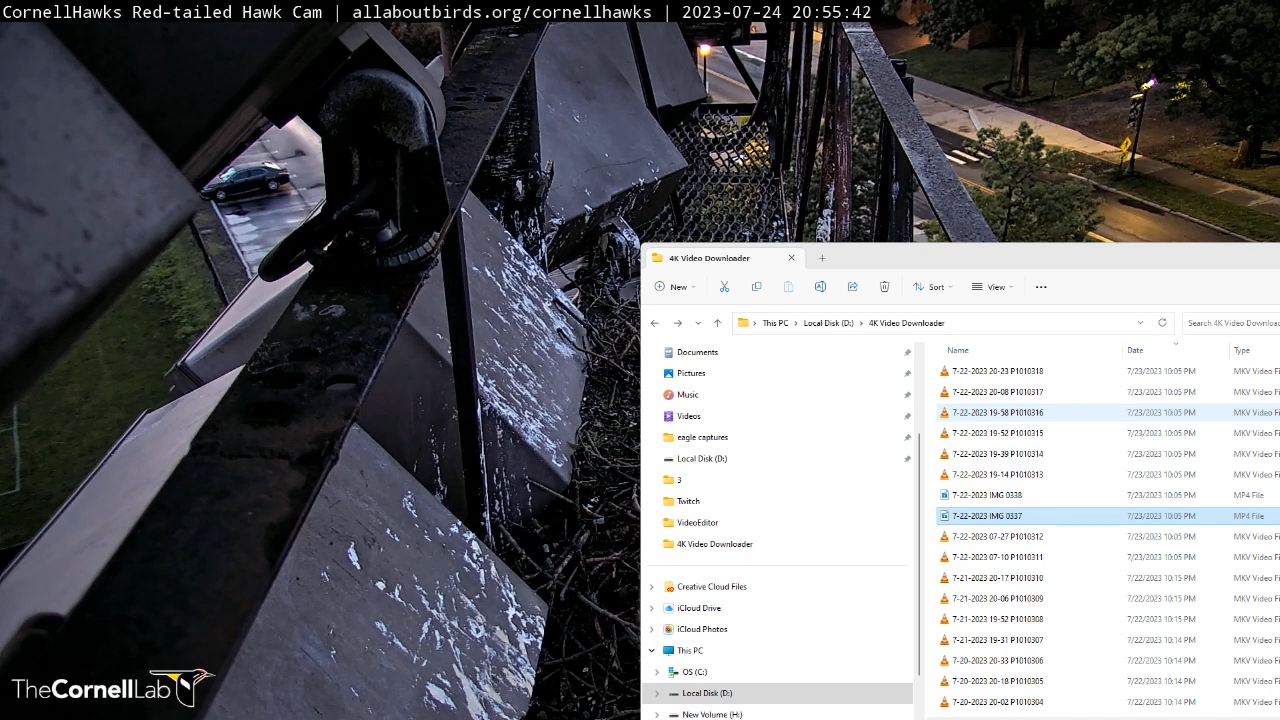 CornellHawks Red-tailed Hawk Cam | allaboutbirds.org/cornellhawks | 2023-07-24 20:55:42
4K Video Downloader
New
Sort
View
This PC
Local Disk (D:)
4K Video Downloader
Search 4K Video Downloa
Documents
Pictures
Music
Videos
eagle captures
Local Disk (D:)
3
Twitch
VideoEditor
4K Video Downloader
Creative Cloud Files
iCloud Drive
iCloud Photos
This PC
OS (C:)
Local Disk (D:)
New Volume (H:)
Name Date Type
7-22-2023 20-23 P1010318 7/23/2023 10:05 PM MKV Video Fi
7-22-2023 20-08 P1010317 7/23/2023 10:05 PM MKV Video Fi
7-22-2023 19-58 P1010316 7/23/2023 10:05 PM MKV Video Fi
7-22-2023 19-52 P1010315 7/23/2023 10:05 PM MKV Video Fi
7-22-2023 19-39 P1010314 7/23/2023 10:05 PM MKV Video Fi
7-22-2023 19-14 P1010313 7/23/2023 10:05 PM MKV Video Fi
7-22-2023 IMG 0338 7/23/2023 10:05 PM MP4 File
7-22-2023 IMG 0337 7/23/2023 10:05 PM MP4 File
7-22-2023 07-27 P1010312 7/23/2023 10:05 PM MKV Video Fi
7-22-2023 07-10 P1010311 7/23/2023 10:05 PM MKV Video Fi
7-21-2023 20-17 P1010310 7/22/2023 10:15 PM MKV Video Fi
7-21-2023 20-06 P1010309 7/22/2023 10:15 PM MKV Video Fi
7-21-2023 19-52 P1010308 7/22/2023 10:15 PM MKV Video Fi
7-21-2023 19-31 P1010307 7/22/2023 10:14 PM MKV Video Fi
7-20-2023 20-33 P1010306 7/22/2023 10:14 PM MKV Video Fi
7-20-2023 20-18 P1010305 7/22/2023 10:14 PM MKV Video Fi
7-20-2023 20-02 P1010304 7/22/2023 10:14 PM MKV Video Fi
TheCornellLab